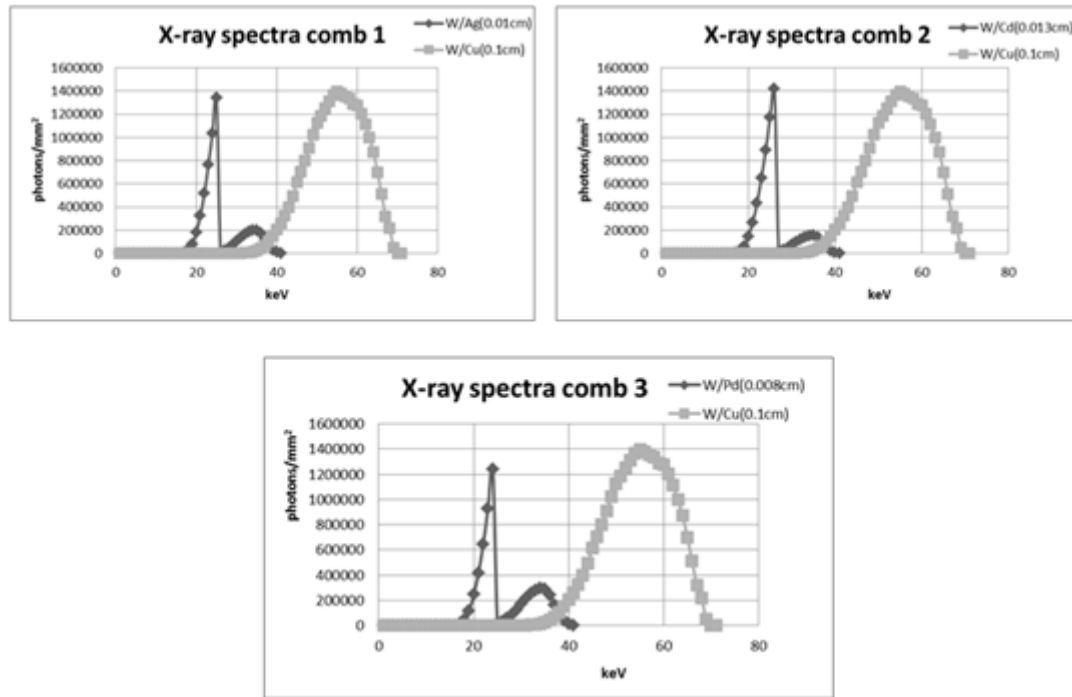 X-ray spectra comb 1
W/Ag(0.01cm)
W/Cu(0.1cm)
photons/mm²
1600000
1400000
1200000
1000000
800000
600000
400000
200000
0
0 20 40 60 80
keV
X-ray spectra comb 2
W/Cd(0.013cm)
W/Cu(0.1cm)
photons/mm²
1600000
1400000
1200000
1000000
800000
600000
400000
200000
0
0 20 40 60 80
keV
X-ray spectra comb 3
W/Pd(0.008cm)
W/Cu(0.1cm)
photons/mm²
1600000
1400000
1200000
1000000
800000
600000
400000
200000
0
0 20 40 60 80
keV